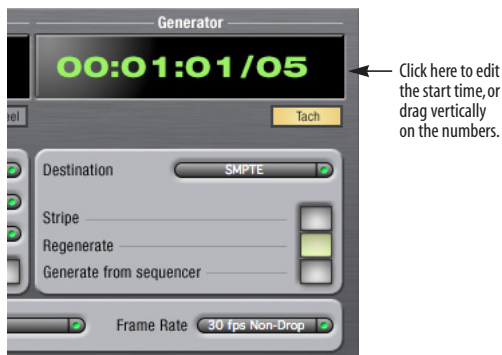 Generator
00:01:01/05
Click here to edit
the start time, or
drag vertically
on the numbers.
Tach
Destination SMPTE
Stripe
Regenerate
Generate from sequencer
Frame Rate 30 fps Non-Drop